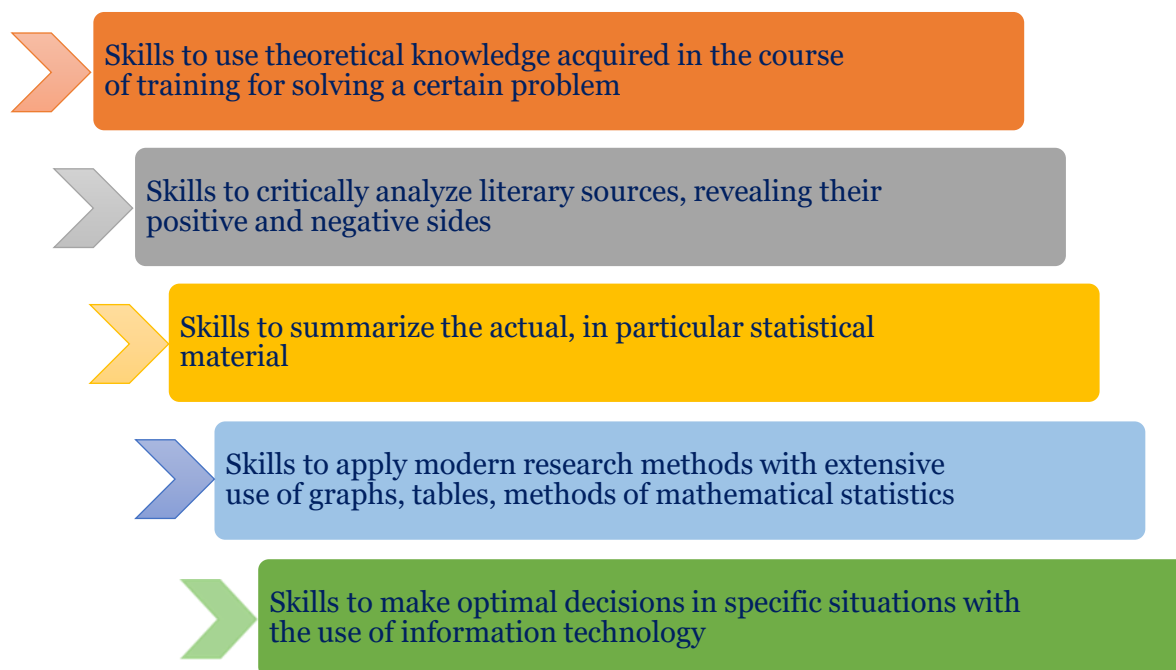 Skills to use theoretical knowledge acquired in the course
of training for solving a certain problem
Skills to critically analyze literary sources, revealing their
positive and negative sides
Skills to summarize the actual, in particular statistical
material
Skills to apply modern research methods with extensive
use of graphs, tables, methods of mathematical statistics
Skills to make optimal decisions in specific situations with
the use of information technology